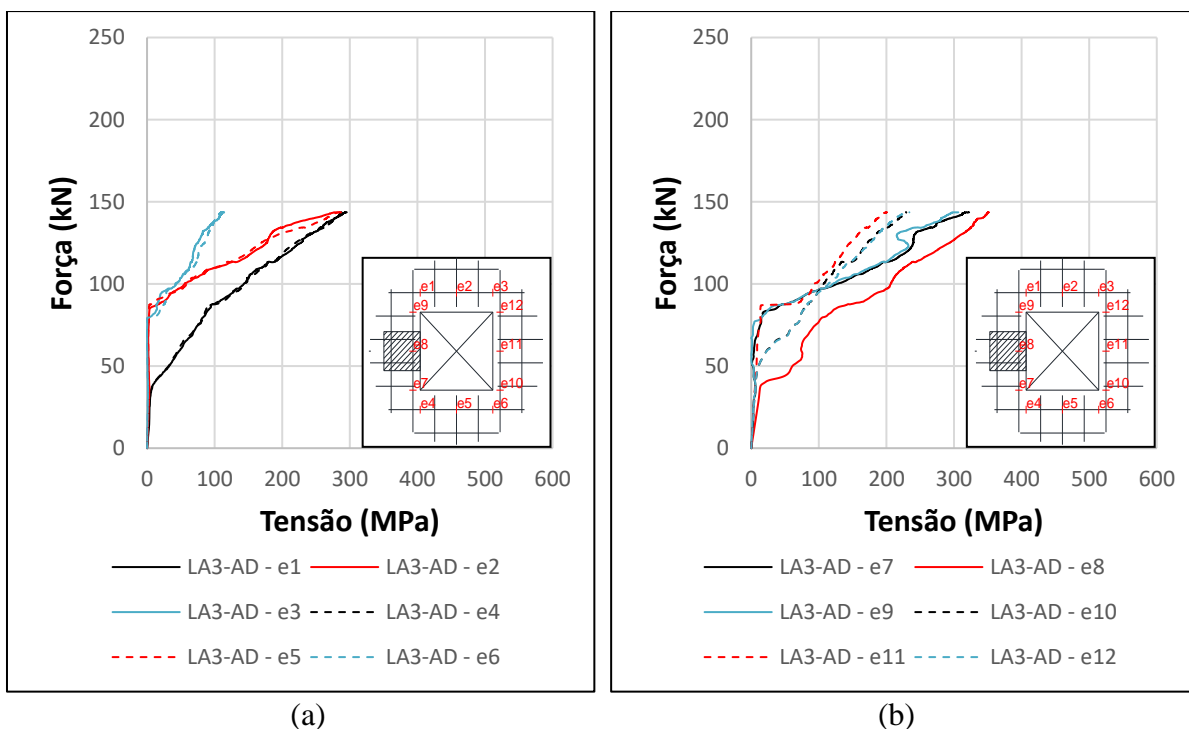 250
200
150
100
50
0
Força (kN)
0 100 200 300 400 500 600
Tensão (MPa)
e1 e2 e3
e9 e12
e8 e11
e7 e10
e4 e5 e6
LA3-AD - e1 LA3-AD - e2
LA3-AD - e3 LA3-AD - e4
LA3-AD - e5 LA3-AD - e6
(a)
250
200
150
100
50
0
Força (kN)
0 100 200 300 400 500 600
Tensão (MPa)
e1 e2 e3
e9 e12
e8 e11
e7 e10
e4 e5 e6
LA3-AD - e7 LA3-AD - e8
LA3-AD - e9 LA3-AD - e10
LA3-AD - e11 LA3-AD - e12
(b)